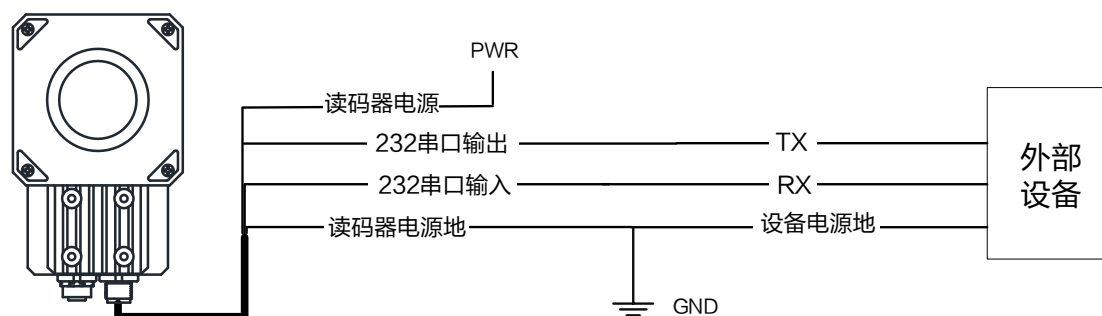 PWR
读码器电源
232串口输出 TX
232串口输入 RX
读码器电源地 设备电源地
外部
设备
GND